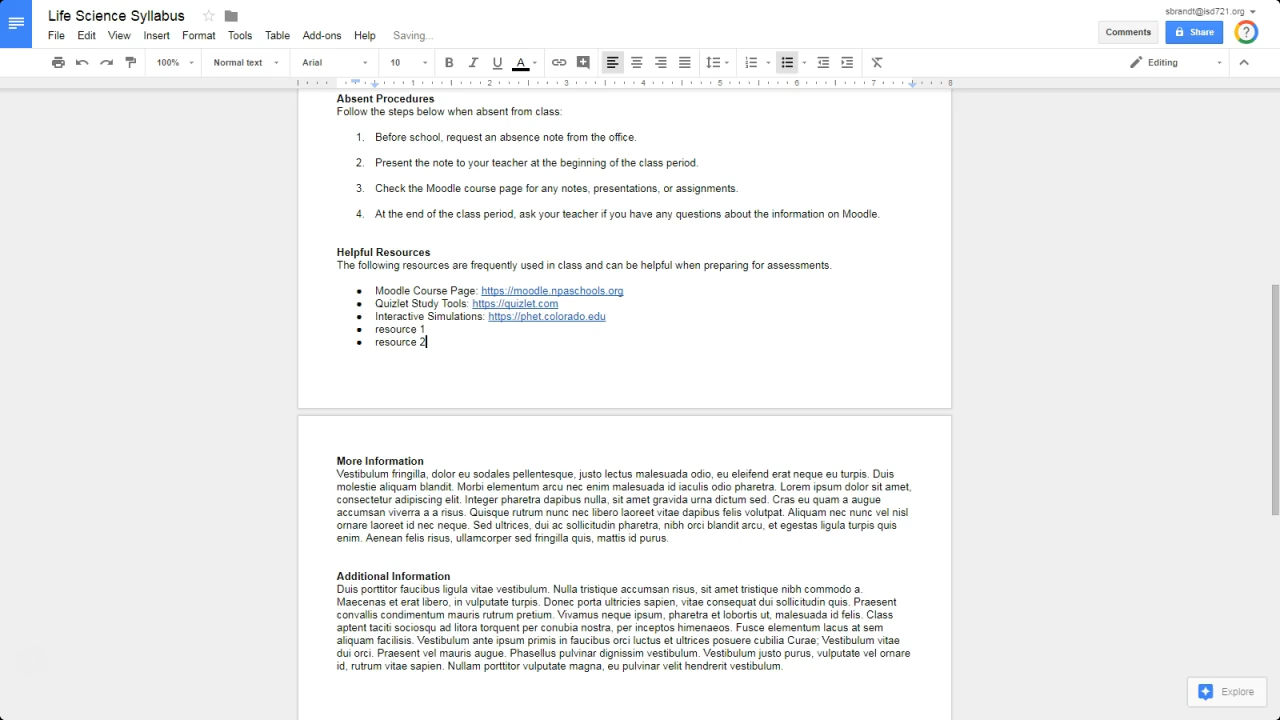 Life Science Syllabus
sbrandt@isd721.org
File Edit View Insert Format Tools Table Add-ons Help Saving...
Comments
Share
100% Normal text Arial 10 B I U A Editing
1 2 3 4 5 6 7 8
Absent Procedures
Follow the steps below when absent from class:
1. Before school, request an absence note from the office.
2. Present the note to your teacher at the beginning of the class period.
3. Check the Moodle course page for any notes, presentations, or assignments.
4. At the end of the class period, ask your teacher if you have any questions about the information on Moodle.
Helpful Resources
The following resources are frequently used in class and can be helpful when preparing for assessments.
● Moodle Course Page: https://moodle.npaschools.org
● Quizlet Study Tools: https://quizlet.com
● Interactive Simulations: https://phet.colorado.edu
● resource 1
● resource 2
More Information
Vestibulum fringilla, dolor eu sodales pellentesque, justo lectus malesuada odio, eu eleifend erat neque eu turpis. Duis
molestie aliquam blandit. Morbi elementum arcu nec enim malesuada id iaculis odio pharetra. Lorem ipsum dolor sit amet,
consectetur adipiscing elit. Integer pharetra dapibus nulla, sit amet gravida urna dictum sed. Cras eu quam a augue
accumsan viverra a a risus. Quisque rutrum nunc nec libero laoreet vitae dapibus felis volutpat. Aliquam nec nunc vel nisl
ornare laoreet id nec neque. Sed ultrices, dui ac sollicitudin pharetra, nibh orci blandit arcu, et egestas ligula turpis quis
enim. Aenean felis risus, ullamcorper sed fringilla quis, mattis id purus.
Additional Information
Duis porttitor faucibus ligula vitae vestibulum. Nulla tristique accumsan risus, sit amet tristique nibh commodo a.
Maecenas et erat libero, in vulputate turpis. Donec porta ultricies sapien, vitae consequat dui sollicitudin quis. Praesent
convallis condimentum mauris rutrum pretium. Vivamus neque ipsum, pharetra et lobortis ut, malesuada id felis. Class
aptent taciti sociosqu ad litora torquent per conubia nostra, per inceptos himenaeos. Fusce elementum lacus at sem
aliquam facilisis. Vestibulum ante ipsum primis in faucibus orci luctus et ultrices posuere cubilia Curae; Vestibulum vitae
dui orci. Praesent vel mauris augue. Phasellus pulvinar dignissim vestibulum. Vestibulum justo purus, vulputate vel ornare
id, rutrum vitae sapien. Nullam porttitor vulputate magna, eu pulvinar velit hendrerit vestibulum.
Explore